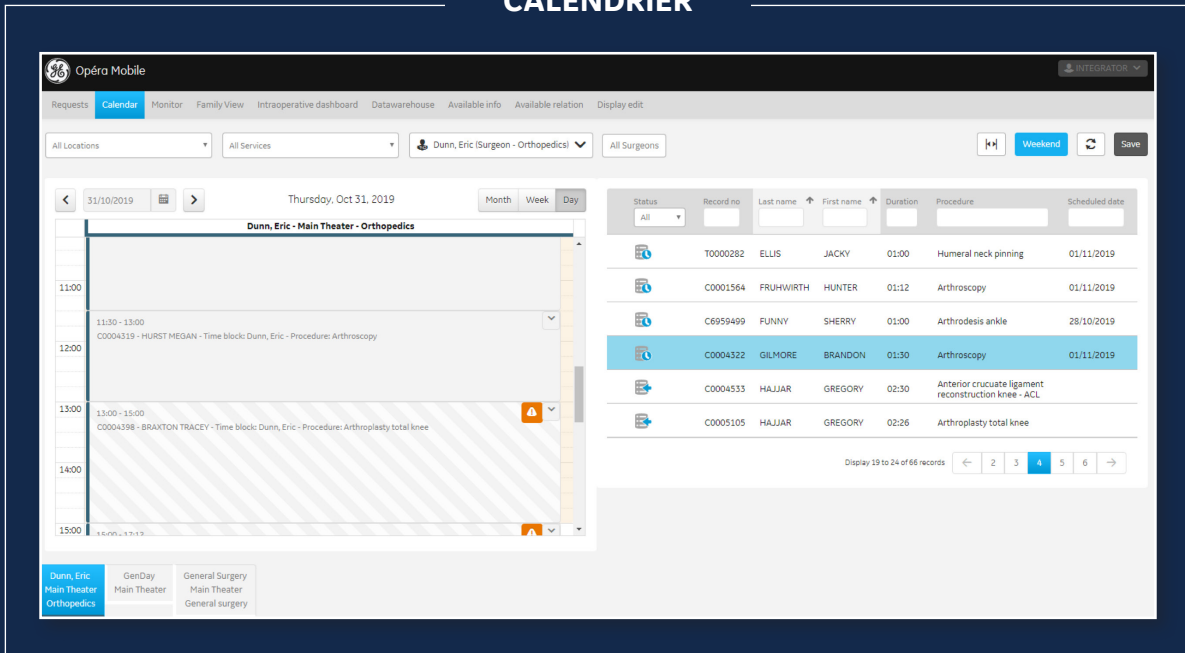 CALENDRIER
Opéra Mobile
INTEGRATOR
Requests Calendar Monitor Family View Intraoperative dashboard Datawarehouse Available info Available relation Display edit
All Locations All Services Dunn, Eric (Surgeon - Orthopedics) All Surgeons Weekend Save
31/10/2019 Thursday, Oct 31, 2019 Month Week Day
Dunn, Eric - Main Theater - Orthopedics
11:00
11:30 - 13:00
C0004319 - HURST MEGAN - Time block: Dunn, Eric - Procedure: Arthroscopy
12:00
13:00
13:00 - 15:00
C0004398 - BRAXTON TRACEY - Time block: Dunn, Eric - Procedure: Arthroplasty total knee
14:00
15:00
15:00 - 17:13
Status Record no Last name First name Duration Procedure Scheduled date
All
T0000282 ELLIS JACKY 01:00 Humeral neck pinning 01/11/2019
C0001564 FRUHWIRTH HUNTER 01:12 Arthroscopy 01/11/2019
C6959499 FUNNY SHERRY 01:00 Arthrodesis ankle 28/10/2019
C0004322 GILMORE BRANDON 01:30 Arthroscopy 01/11/2019
C0004533 HAJJAR GREGORY 02:30 Anterior crucuate ligament
reconstruction knee - ACL
C0005105 HAJJAR GREGORY 02:26 Arthroplasty total knee
Display 19 to 24 of 66 records 2 3 4 5 6
Dunn, Eric
Main Theater
Orthopedics
GenDay
Main Theater
General Surgery
Main Theater
General surgery